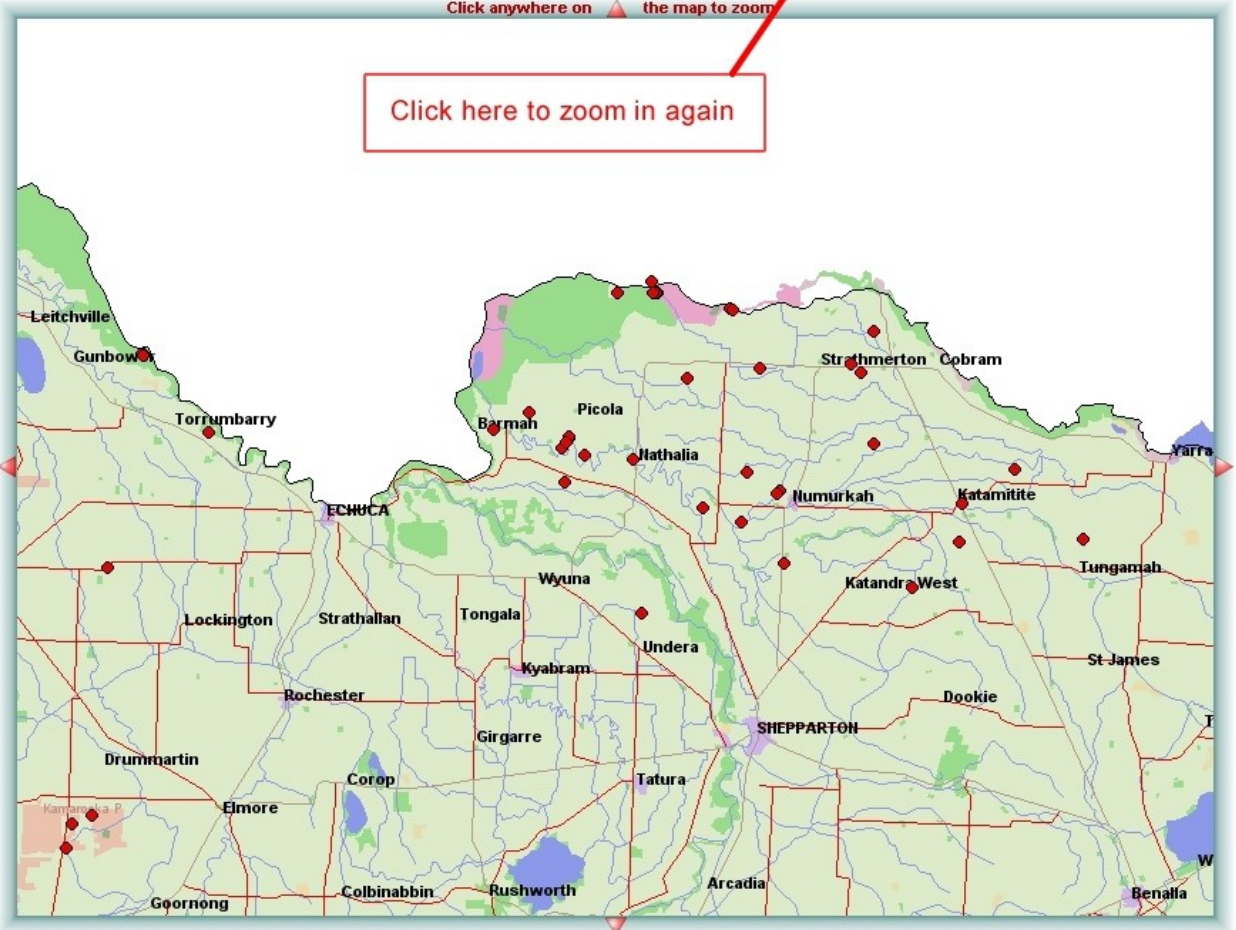 Click anywhere on the map to zoom
Click here to zoom in again
Leitchville
Gunbower
Strathmerton Cobram
Torrumbarry
Picola
Barmah
Nathalia
Yarra
ECHUCA
Numurkah
Katamitite
Wyuna
Katandra West
Tungamah
Lockington
Strathallan
Tongala
Undera
Kyabram
St James
Rochester
Dookie
SHEPPARTON
Girgarre
T
Drummartin
Corop
Tatura
Kamarooka P
Elmore
W
Colbinabbin
Rushworth
Arcadia
Benalla
Goornong